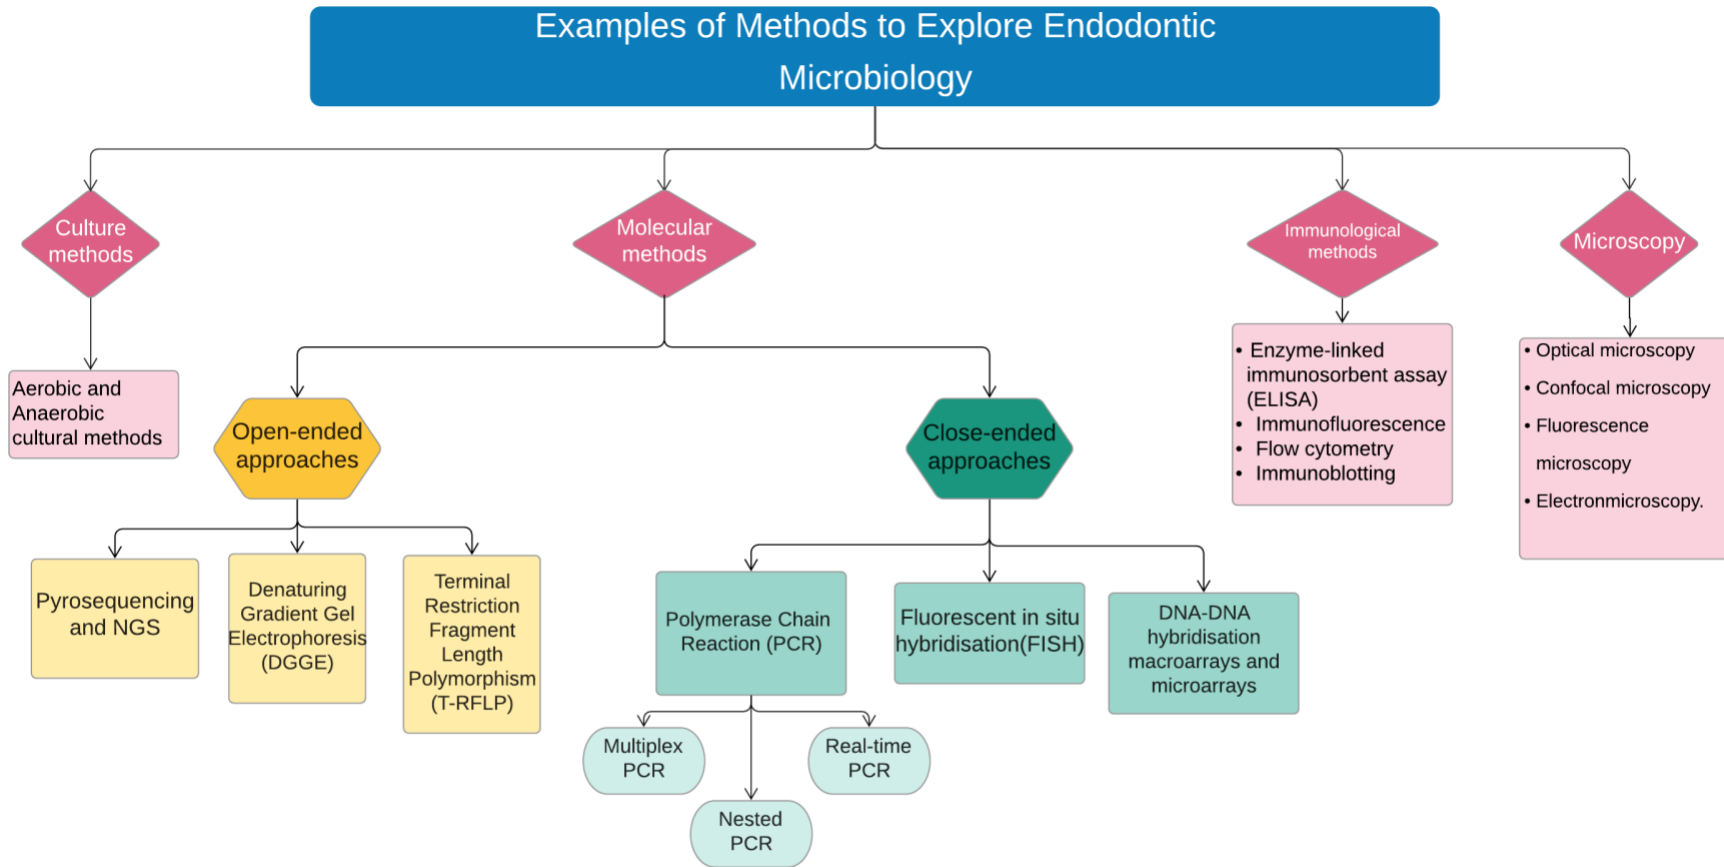 Examples of Methods to Explore Endodontic
Microbiology
Culture
methods
Molecular
methods
Immunological
methods
Microscopy
Aerobic and
Anaerobic
cultural methods
Open-ended
approaches
Close-ended
approaches
• Enzyme-linked
immunosorbent assay
(ELISA)
• Immunofluorescence
• Flow cytometry
• Immunoblotting
• Optical microscopy
• Confocal microscopy
• Fluorescence
microscopy
• Electronmicroscopy.
Pyrosequencing
and NGS
Denaturing
Gradient Gel
Electrophoresis
(DGGE)
Terminal
Restriction
Fragment
Length
Polymorphism
(T-RFLP)
Polymerase Chain
Reaction (PCR)
Fluorescent in situ
hybridisation(FISH)
DNA-DNA
hybridisation
macroarrays and
microarrays
Multiplex
PCR
Nested
PCR
Real-time
PCR